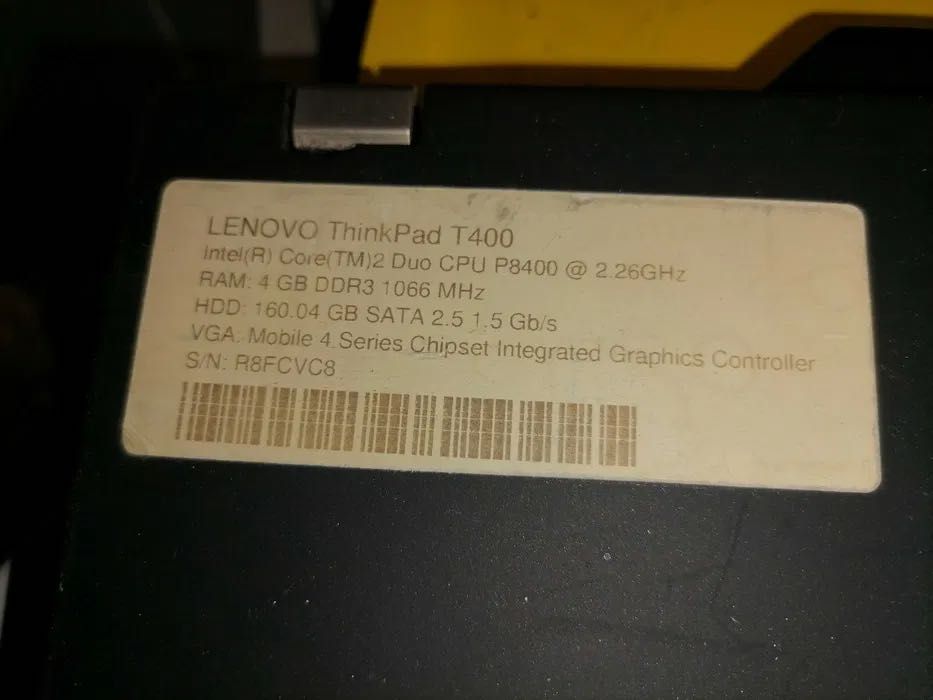 LENOVO ThinkPad T400
Intel(R) Core(TM)2 Duo CPU P8400 @ 2.26GHz
RAM: 4 GB DDR3 1066 MHz
HDD: 160.04 GB SATA 2.5 1.5 Gb/s
VGA: Mobile 4 Series Chipset Integrated Graphics Controller
S/N: R8FCVC8